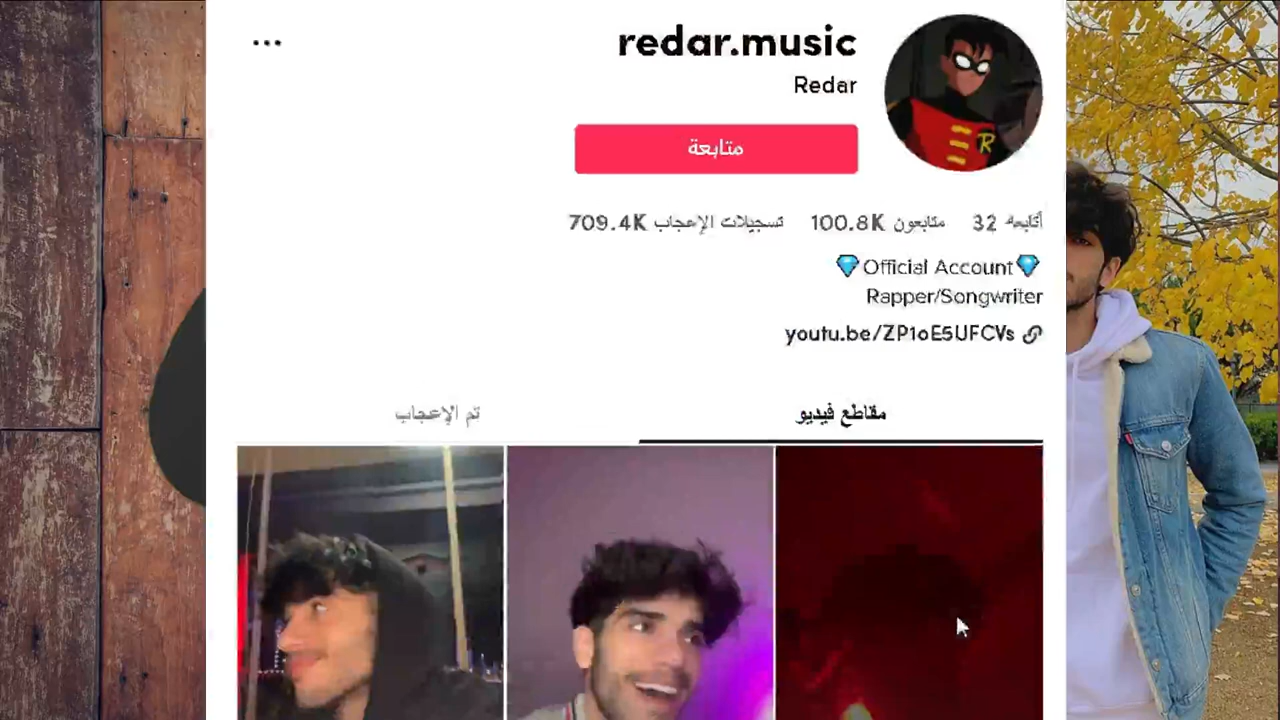 redar.music
Redar
متابعة
32 أتابعه 100.8K متابعون 709.4K تسجيلات الإعجاب
💎Official Account💎
Rapper/Songwriter
youtu.be/ZP1oE5UFCVs
مقاطع فيديو تم الإعجاب
R